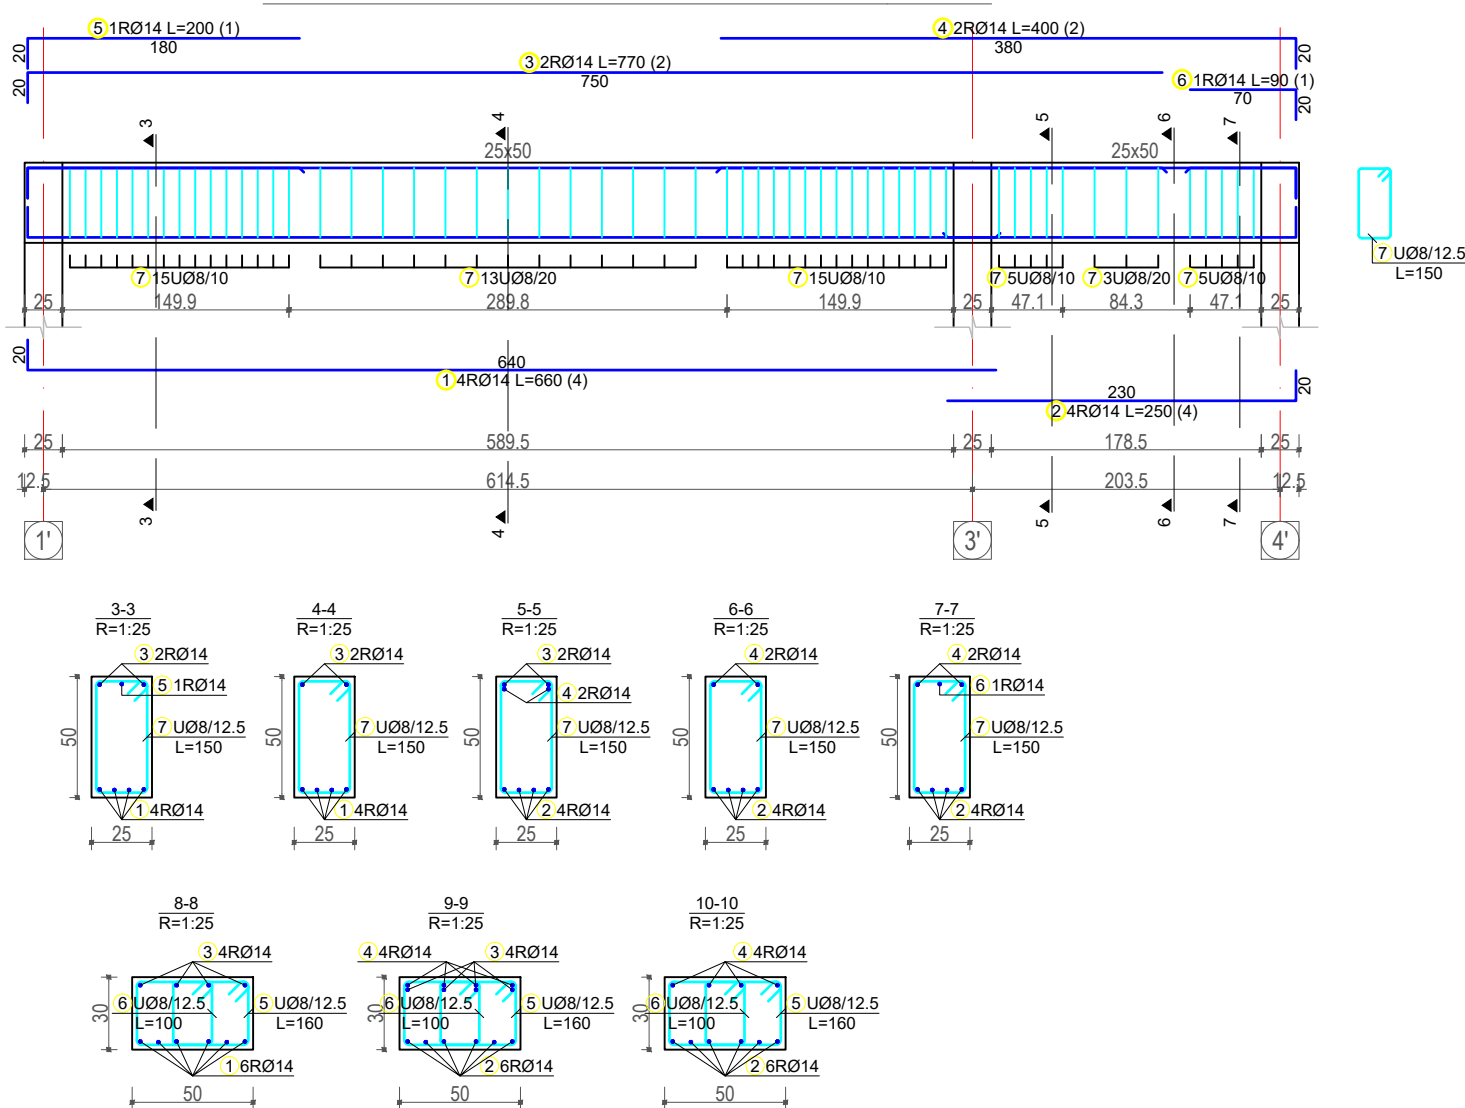 5 1RØ14 L=200 (1)
180
20
4 2RØ14 L=400 (2)
380
20
3 2RØ14 L=770 (2)
750
20
6 1RØ14 L=90 (1)
70
20
3
4
5
6
7
25x50
25x50
7 15UØ8/10
7 13UØ8/20
7 15UØ8/10
7 5UØ8/10
7 3UØ8/20
7 5UØ8/10
7 UØ8/12.5
L=150
25
149.9
289.8
149.9
25
47.1
84.3
47.1
25
20
640
1 4RØ14 L=660 (4)
230
2 4RØ14 L=250 (4)
20
25
589.5
25
178.5
25
12.5
614.5
203.5
12.5
3
4
5
6
7
1'
3'
4'
3-3
R=1:25
3 2RØ14
5 1RØ14
7 UØ8/12.5
L=150
50
1 4RØ14
25
4-4
R=1:25
3 2RØ14
7 UØ8/12.5
L=150
50
1 4RØ14
25
5-5
R=1:25
3 2RØ14
4 2RØ14
7 UØ8/12.5
L=150
50
2 4RØ14
25
6-6
R=1:25
4 2RØ14
7 UØ8/12.5
L=150
50
2 4RØ14
25
7-7
R=1:25
4 2RØ14
6 1RØ14
7 UØ8/12.5
L=150
50
2 4RØ14
25
8-8
R=1:25
3 4RØ14
6 UØ8/12.5
L=100
5 UØ8/12.5
L=160
30
1 6RØ14
50
9-9
R=1:25
4 4RØ14
3 4RØ14
6 UØ8/12.5
L=100
5 UØ8/12.5
L=160
30
2 6RØ14
50
10-10
R=1:25
4 4RØ14
6 UØ8/12.5
L=100
5 UØ8/12.5
L=160
30
2 6RØ14
50